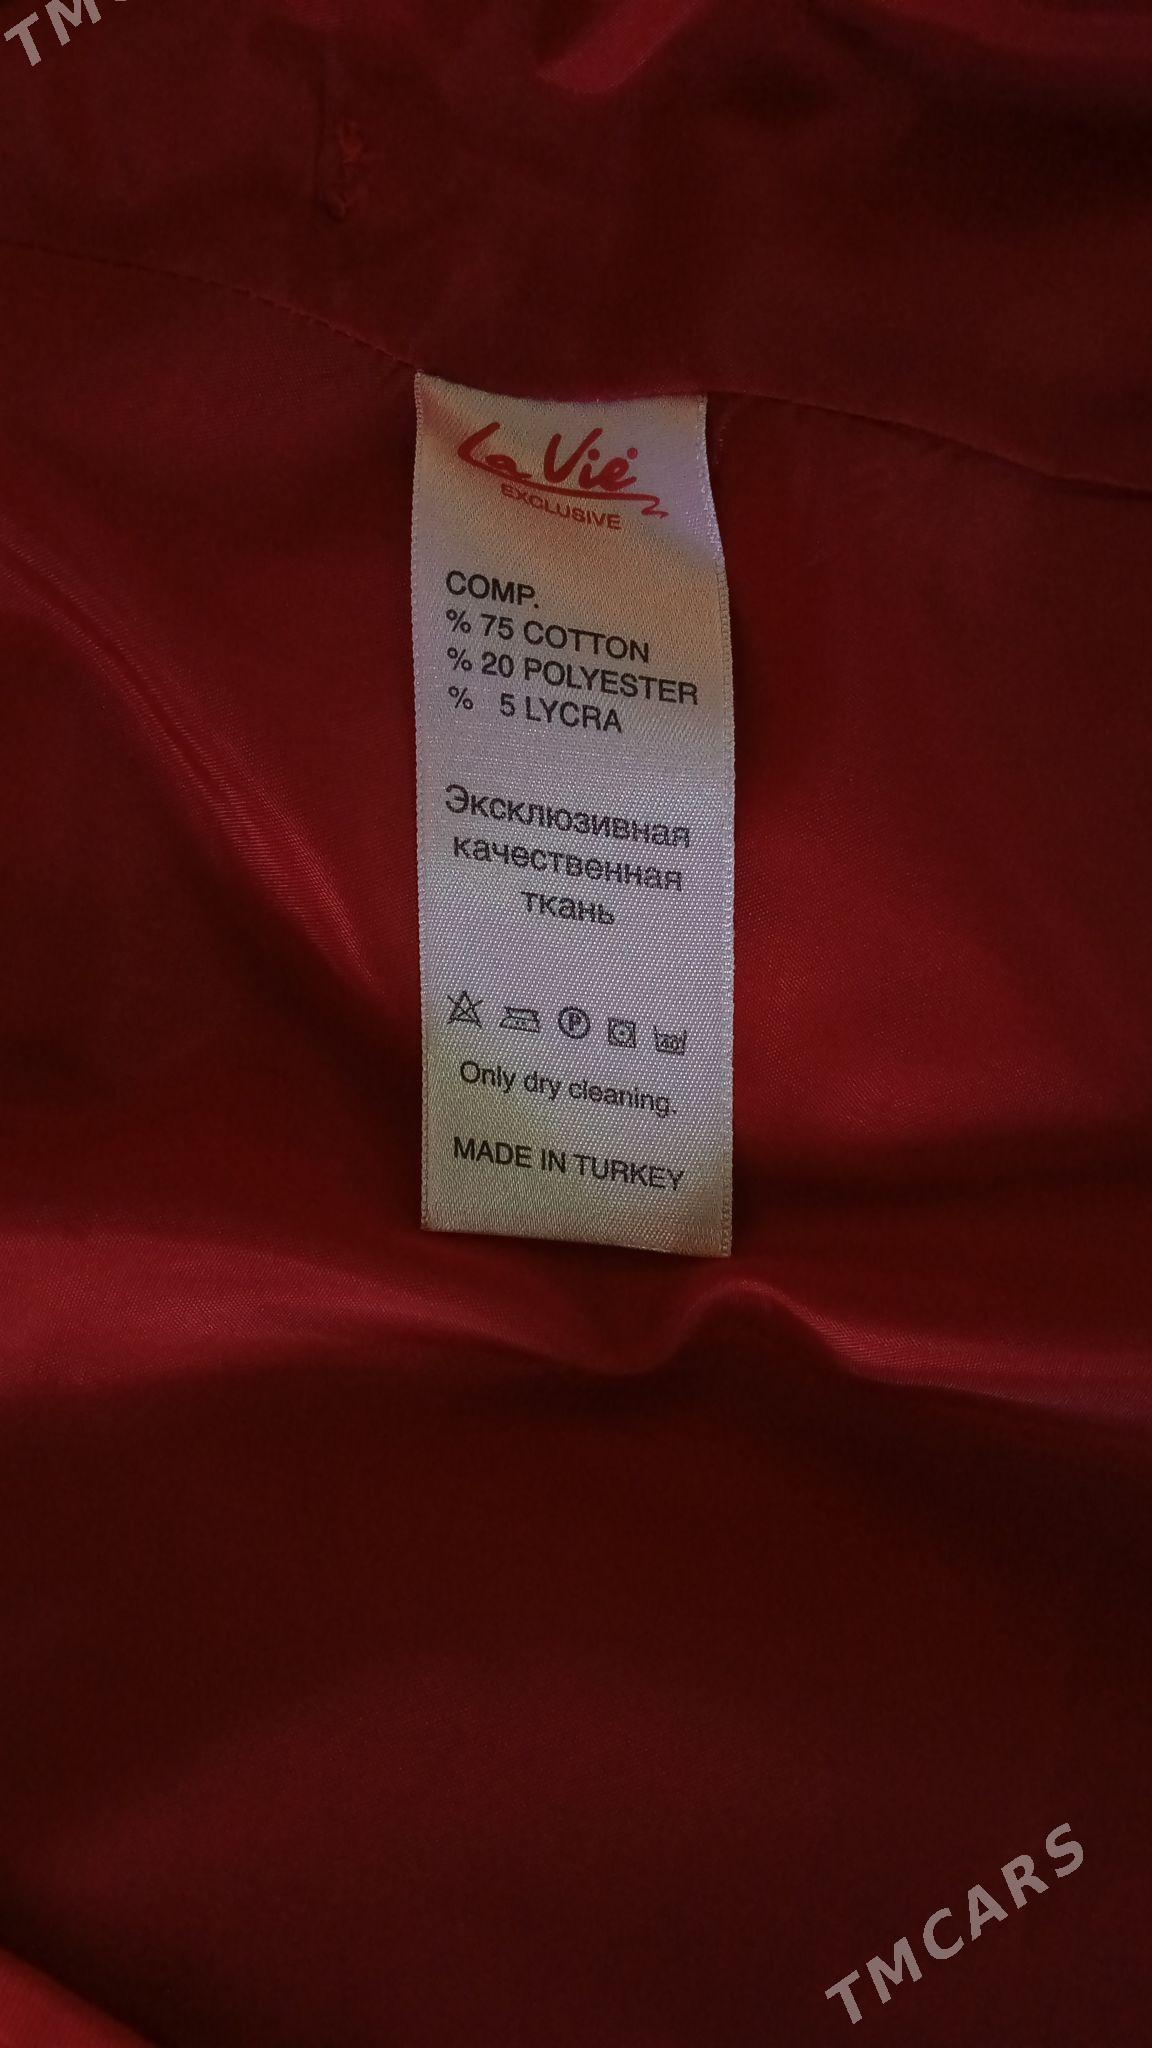 TMC
La Vie
EXCLUSIVE
COMP.
% 75 COTTON
% 20 POLYESTER
% 5 LYCRA
Эксклюзивная
качественная
ткань
P
40°
Only dry cleaning.
MADE IN TURKEY
TMCARS